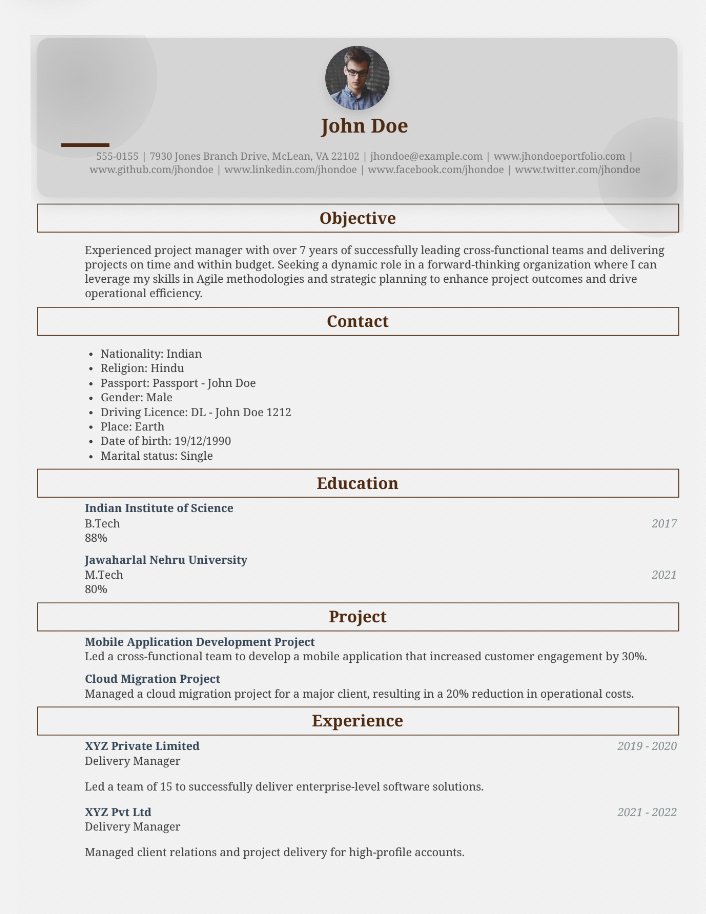 John Doe
555-0155 | 7930 Jones Branch Drive, McLean, VA 22102 | jhondoe@example.com | www.jhondoeportfolio.com |
www.github.com/jhondoe | www.linkedin.com/jhondoe | www.facebook.com/jhondoe | www.twitter.com/jhondoe
Objective
Experienced project manager with over 7 years of successfully leading cross-functional teams and delivering
projects on time and within budget. Seeking a dynamic role in a forward-thinking organization where I can
leverage my skills in Agile methodologies and strategic planning to enhance project outcomes and drive
operational efficiency.
Contact
• Nationality: Indian
• Religion: Hindu
• Passport: Passport - John Doe
• Gender: Male
• Driving Licence: DL - John Doe 1212
• Place: Earth
• Date of birth: 19/12/1990
• Marital status: Single
Education
Indian Institute of Science
B.Tech 2017
88%
Jawaharlal Nehru University
M.Tech 2021
80%
Project
Mobile Application Development Project
Led a cross-functional team to develop a mobile application that increased customer engagement by 30%.
Cloud Migration Project
Managed a cloud migration project for a major client, resulting in a 20% reduction in operational costs.
Experience
XYZ Private Limited 2019 - 2020
Delivery Manager
Led a team of 15 to successfully deliver enterprise-level software solutions.
XYZ Pvt Ltd 2021 - 2022
Delivery Manager
Managed client relations and project delivery for high-profile accounts.